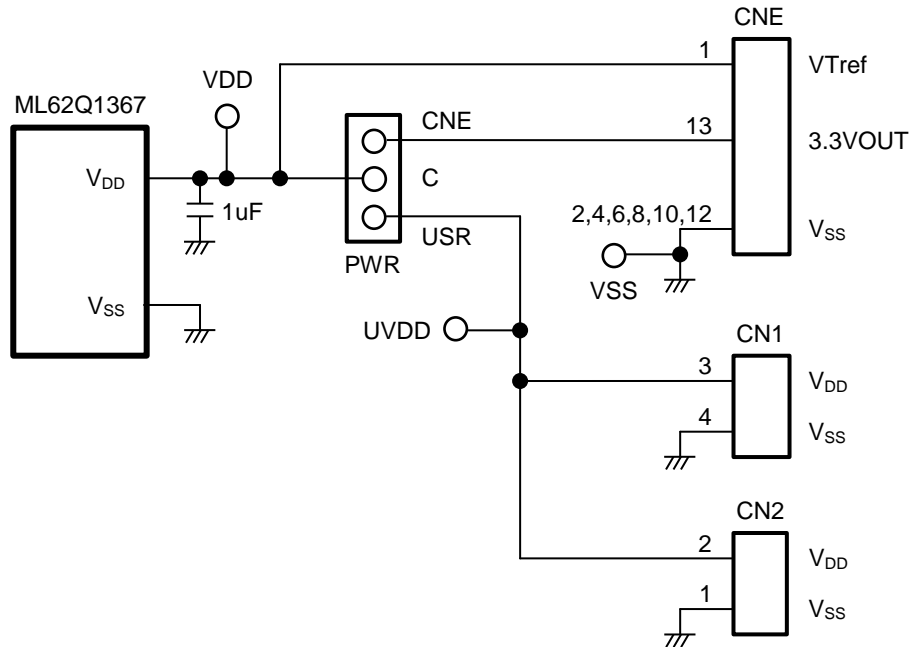 CNE
1
VTref
VDD
ML62Q1367
CNE
13
3.3VOUT
VDD
C
1uF
2,4,6,8,10,12
VSS
USR
PWR
VSS
VSS
UVDD
CN1
3
VDD
4
VSS
CN2
2
VDD
1
VSS